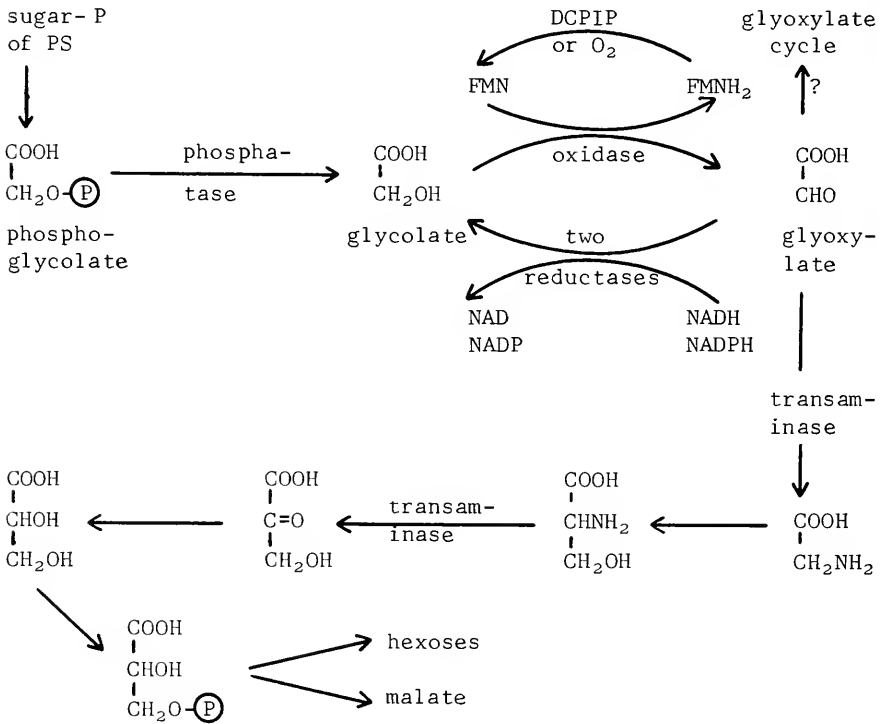 sugar-P
of PS
COOH
CH₂O-P
phospho-
glycolate
phospha-
tase
COOH
CH₂OH
glycolate
DCPIP
or O₂
FMN
FMNH₂
oxidase
two
reductases
NAD
NADP
NADH
NADPH
glyoxylate
cycle
?
COOH
CHO
glyoxy-
late
transam-
inase
COOH
CH₂NH₂
COOH
CHNH₂
CH₂OH
transam-
inase
COOH
C=O
CH₂OH
COOH
CHOH
CH₂OH
COOH
CHOH
CH₂O-P
hexoses
malate